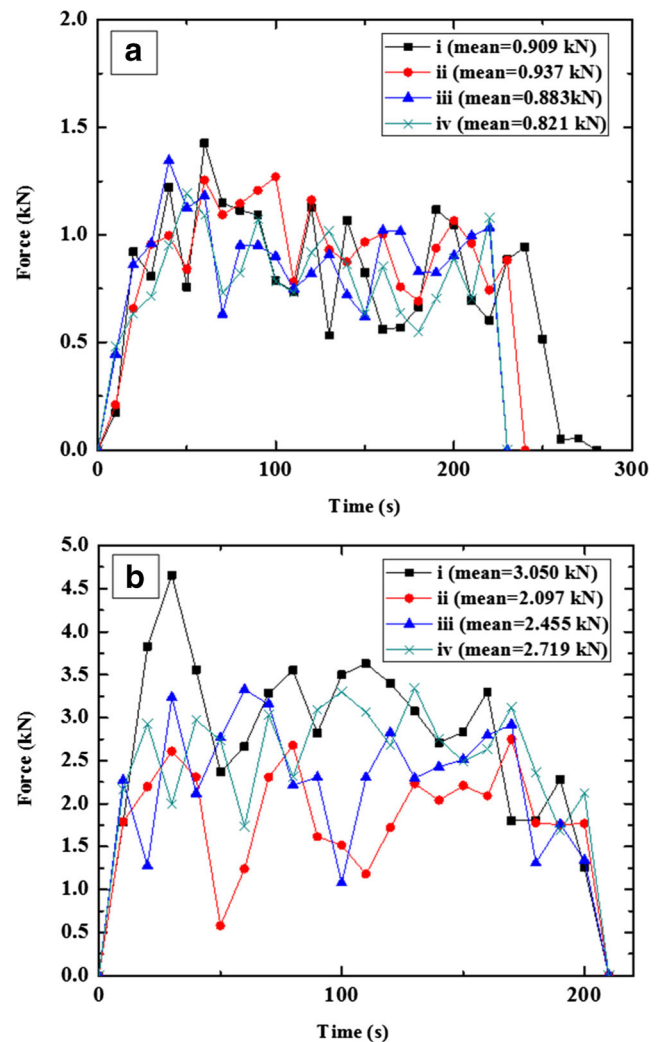 a
i (mean=0.909 kN)
ii (mean=0.937 kN)
iii (mean=0.883kN)
iv (mean=0.821 kN)
2.0
1.5
1.0
0.5
0.0
Force (kN)
0 100 200 300
Time (s)
b
i (mean=3.050 kN)
ii (mean=2.097 kN)
iii (mean=2.455 kN)
iv (mean=2.719 kN)
5.0
4.5
4.0
3.5
3.0
2.5
2.0
1.5
1.0
0.5
0.0
Force (kN)
0 100 200
Time (s)